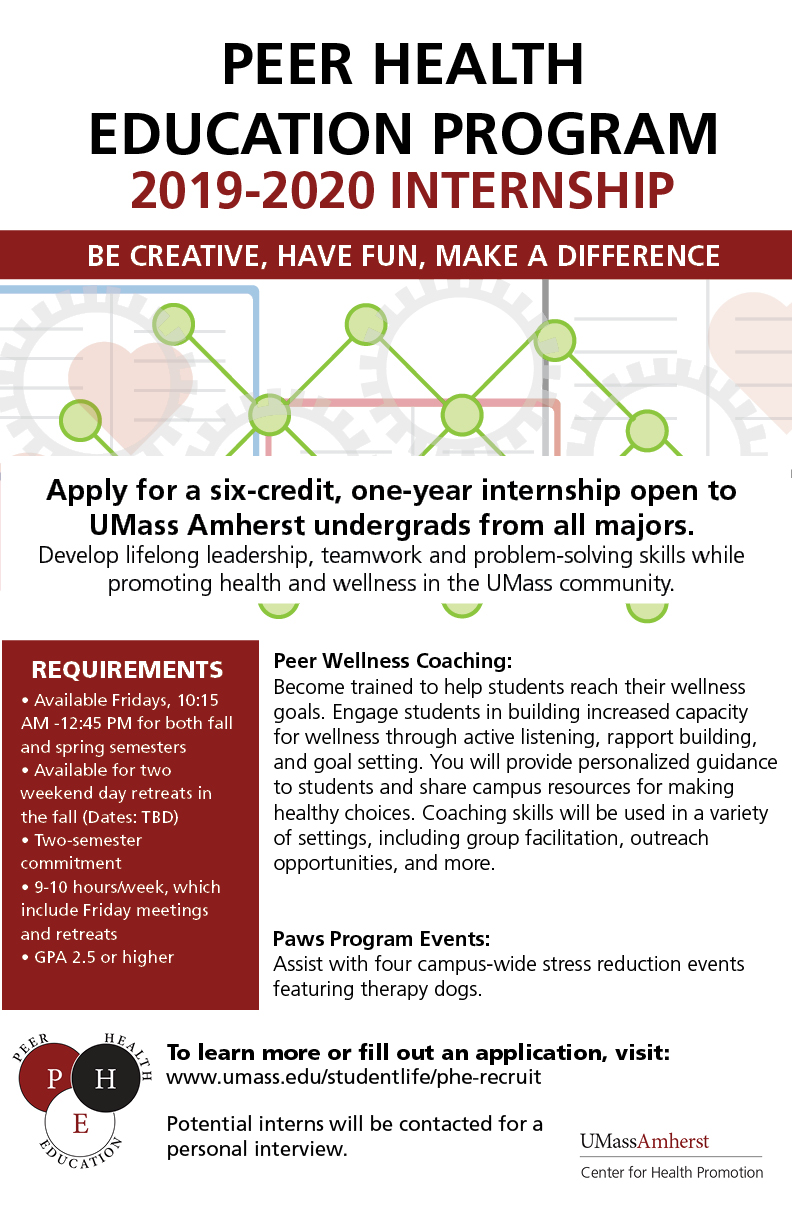 PEER HEALTH
EDUCATION PROGRAM
2019-2020 INTERNSHIP
BE CREATIVE, HAVE FUN, MAKE A DIFFERENCE
Apply for a six-credit, one-year internship open to
UMass Amherst undergrads from all majors.
Develop lifelong leadership, teamwork and problem-solving skills while
promoting health and wellness in the UMass community.
REQUIREMENTS
• Available Fridays, 10:15
AM -12:45 PM for both fall
and spring semesters
• Available for two
weekend day retreats in
the fall (Dates: TBD)
• Two-semester
commitment
• 9-10 hours/week, which
include Friday meetings
and retreats
• GPA 2.5 or higher
Peer Wellness Coaching:
Become trained to help students reach their wellness
goals. Engage students in building increased capacity
for wellness through active listening, rapport building,
and goal setting. You will provide personalized guidance
to students and share campus resources for making
healthy choices. Coaching skills will be used in a variety
of settings, including group facilitation, outreach
opportunities, and more.
Paws Program Events:
Assist with four campus-wide stress reduction events
featuring therapy dogs.
PEER HEALTH
P H
E
EDUCATION
To learn more or fill out an application, visit:
www.umass.edu/studentlife/phe-recruit
Potential interns will be contacted for a
personal interview.
UMassAmherst
Center for Health Promotion